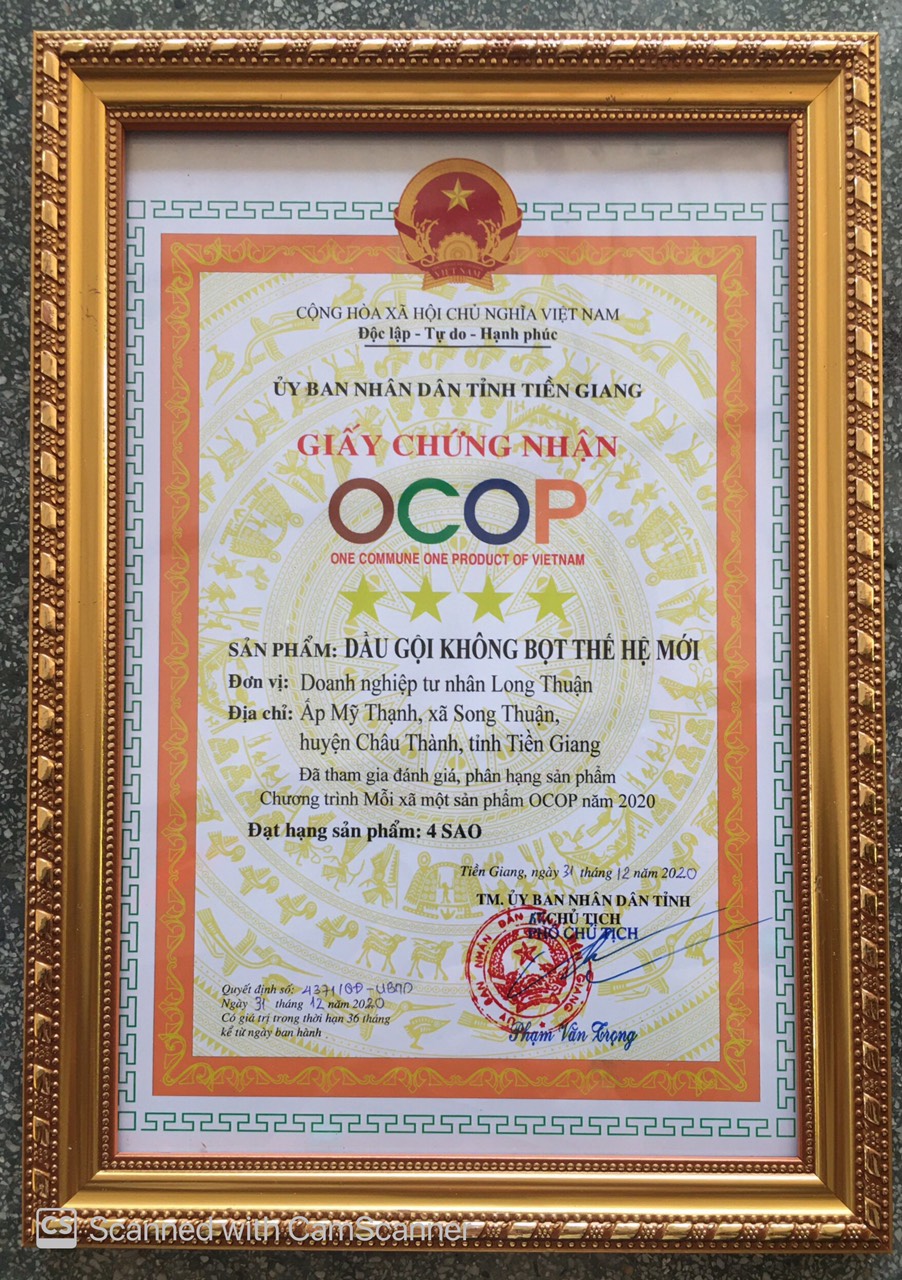 VIỆT NAM
CỘNG HÒA XÃ HỘI CHỦ NGHĨA VIỆT NAM
Độc lập - Tự do - Hạnh phúc
ỦY BAN NHÂN DÂN TỈNH TIỀN GIANG
GIẤY CHỨNG NHẬN
OCOP
ONE COMMUNE ONE PRODUCT OF VIETNAM
SẢN PHẨM: DẦU GỘI KHÔNG BỌT THẾ HỆ MỚI
Đơn vị: Doanh nghiệp tư nhân Long Thuận
Địa chỉ: Ấp Mỹ Thạnh, xã Song Thuận,
huyện Châu Thành, tỉnh Tiền Giang
Đã tham gia đánh giá, phân hạng sản phẩm
Chương trình Mỗi xã một sản phẩm OCOP năm 2020
Đạt hạng sản phẩm: 4 SAO
Tiền Giang, ngày 31 tháng 12 năm 2020
TM. ỦY BAN NHÂN DÂN TỈNH
KT.CHỦ TỊCH
PHÓ CHỦ TỊCH
Phạm Văn Trọng
Quyết định số: 4371/QĐ-UBND
Ngày 31 tháng 12 năm 2020
Có giá trị trong thời hạn 36 tháng
kể từ ngày ban hành
CS Scanned with CamScanner